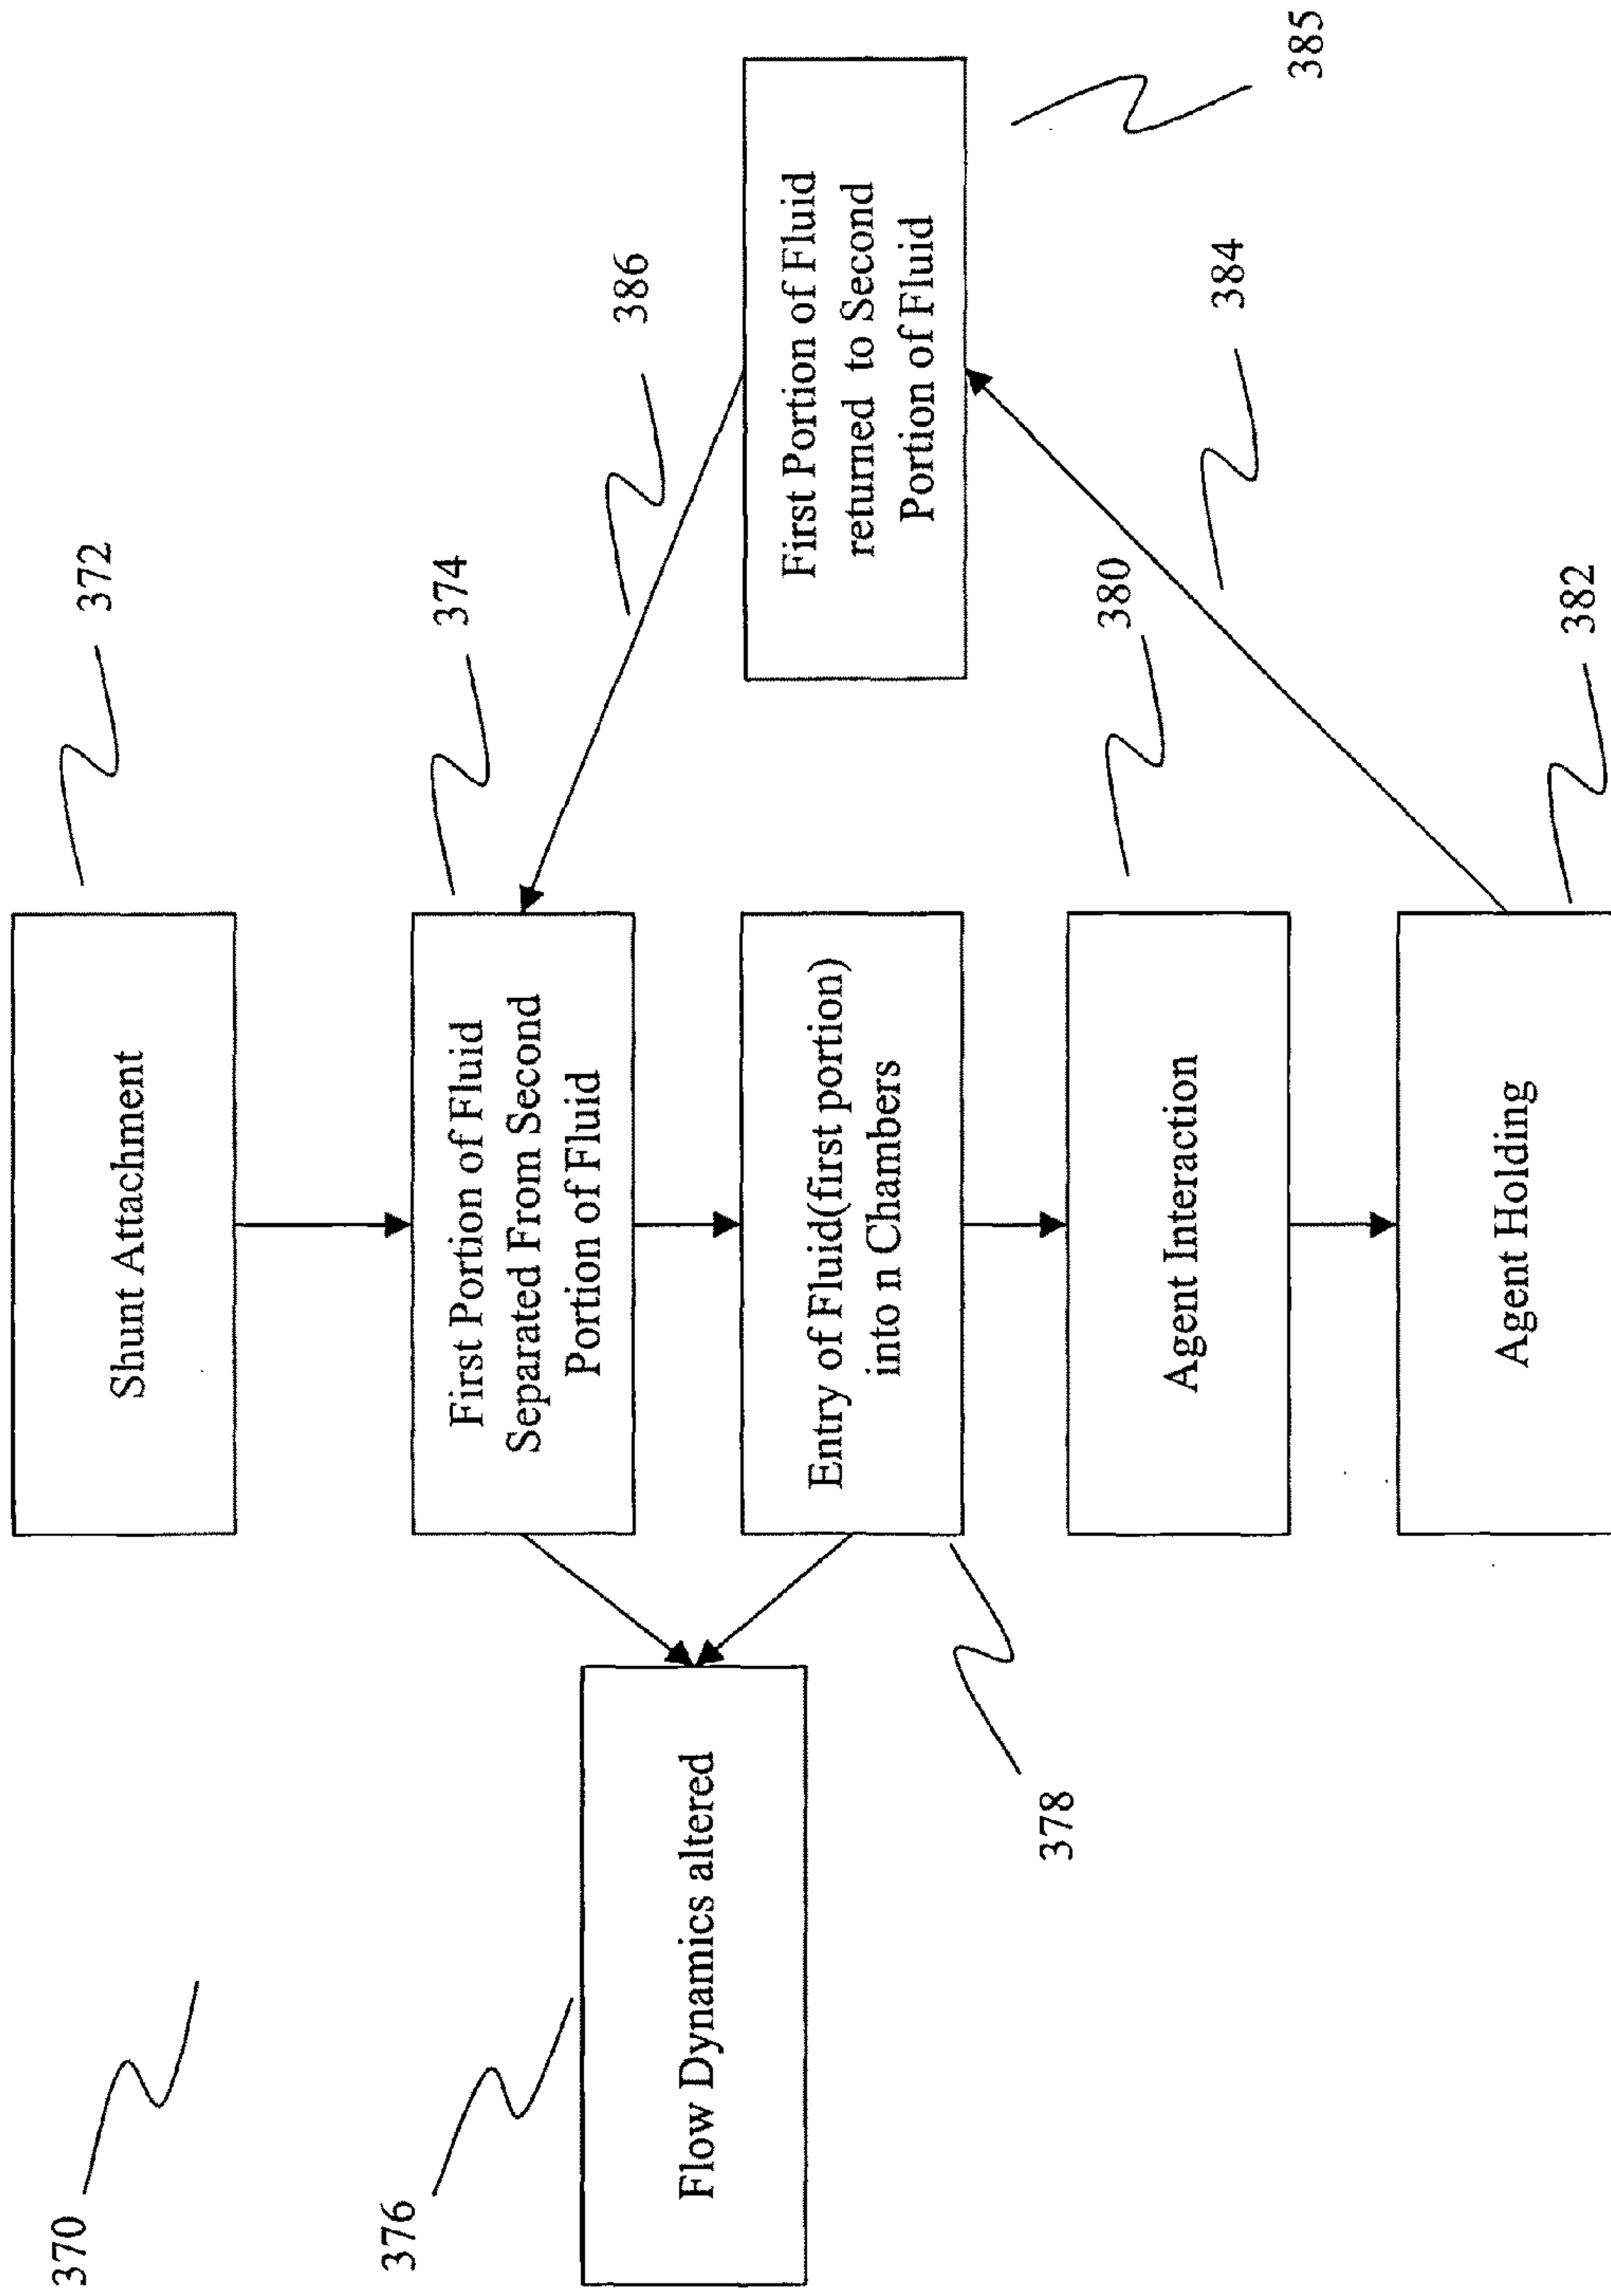 370
372
Shunt Attachment
374
First Portion of Fluid
Separated From Second
Portion of Fluid
376
Flow Dynamics altered
386
First Portion of Fluid
returned to Second
Portion of Fluid
385
Entry of Fluid(first portion)
into n Chambers
378
380
Agent Interaction
384
382
Agent Holding